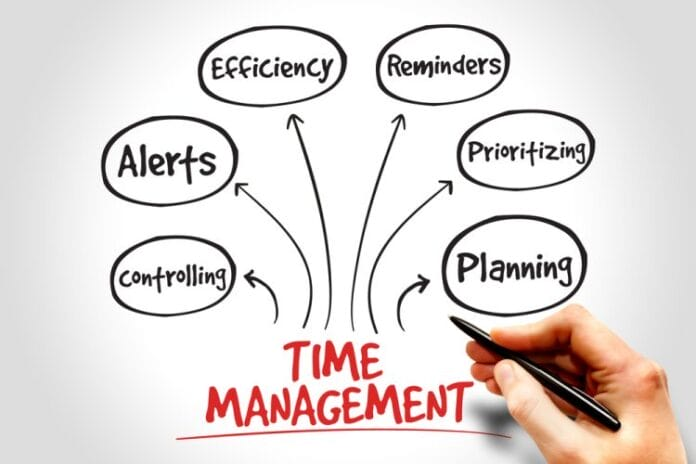 Efficiency
Reminders
Alerts
Prioritizing
Controlling
Planning
TIME
MANAGEMENT